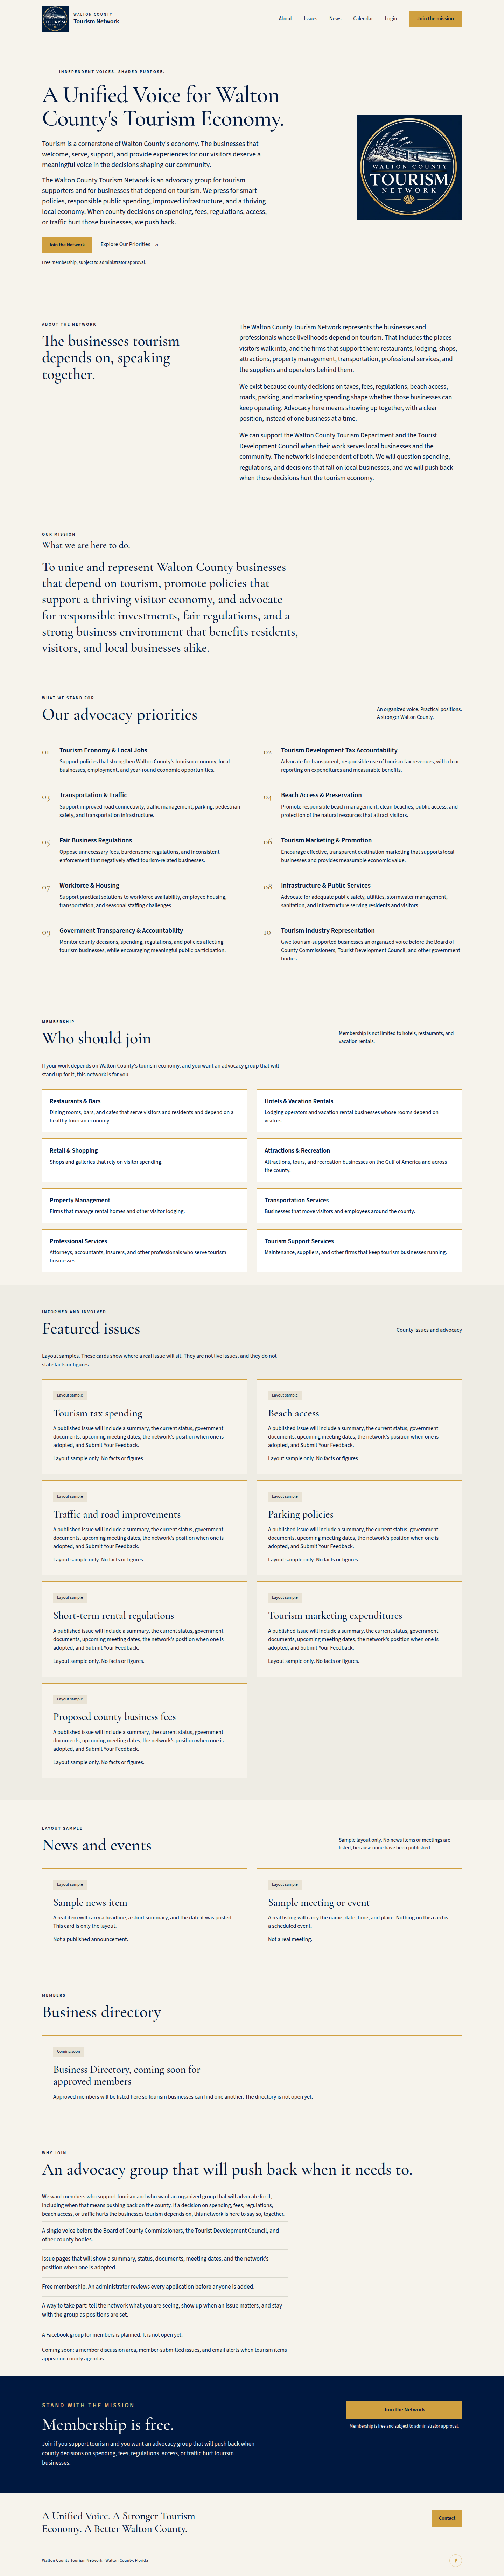 WALTON COUNTY
TOURISM
NETWORK
WALTON COUNTY
Tourism Network
About
Issues
News
Calendar
Login
Join the mission
INDEPENDENT VOICES. SHARED PURPOSE.
A Unified Voice for Walton
County's Tourism Economy.
Tourism is a cornerstone of Walton County's economy. The businesses that
welcome, serve, support, and provide experiences for our visitors deserve a
meaningful voice in the decisions shaping our community.
The Walton County Tourism Network is an advocacy group for tourism
supporters and for businesses that depend on tourism. We press for smart
policies, responsible public spending, improved infrastructure, and a thriving
local economy. When county decisions on spending, fees, regulations, access,
or traffic hurt those businesses, we push back.
Join the Network
Explore Our Priorities
Free membership, subject to administrator approval.
WALTON COUNTY
TOURISM
NETWORK
ABOUT THE NETWORK
The businesses tourism
depends on, speaking
together.
The Walton County Tourism Network represents the businesses and
professionals whose livelihoods depend on tourism. That includes the places
visitors walk into, and the firms that support them: restaurants, lodging, shops,
attractions, property management, transportation, professional services, and
the suppliers and operators behind them.
We exist because county decisions on taxes, fees, regulations, beach access,
roads, parking, and marketing spending shape whether those businesses can
keep operating. Advocacy here means showing up together, with a clear
position, instead of one business at a time.
We can support the Walton County Tourism Department and the Tourist
Development Council when their work serves local businesses and the
community. The network is independent of both. We will question spending,
regulations, and decisions that fall on local businesses, and we will push back
when those decisions hurt the tourism economy.
OUR MISSION
What we are here to do.
To unite and represent Walton County businesses
that depend on tourism, promote policies that
support a thriving visitor economy, and advocate
for responsible investments, fair regulations, and a
strong business environment that benefits residents,
visitors, and local businesses alike.
WHAT WE STAND FOR
Our advocacy priorities
An organized voice. Practical positions.
A stronger Walton County.
01
Tourism Economy & Local Jobs
Support policies that strengthen Walton County's tourism economy, local
businesses, employment, and year-round economic opportunities.
02
Tourism Development Tax Accountability
Advocate for transparent, responsible use of tourism tax revenues, with clear
reporting on expenditures and measurable benefits.
03
Transportation & Traffic
Support improved road connectivity, traffic management, parking, pedestrian
safety, and transportation infrastructure.
04
Beach Access & Preservation
Promote responsible beach management, clean beaches, public access, and
protection of the natural resources that attract visitors.
05
Fair Business Regulations
Oppose unnecessary fees, burdensome regulations, and inconsistent
enforcement that negatively affect tourism-related businesses.
06
Tourism Marketing & Promotion
Encourage effective, transparent destination marketing that supports local
businesses and provides measurable economic value.
07
Workforce & Housing
Support practical solutions to workforce availability, employee housing,
transportation, and seasonal staffing challenges.
08
Infrastructure & Public Services
Advocate for adequate public safety, utilities, stormwater management,
sanitation, and infrastructure serving residents and visitors.
09
Government Transparency & Accountability
Monitor county decisions, spending, regulations, and policies affecting
tourism businesses, while encouraging meaningful public participation.
10
Tourism Industry Representation
Give tourism-supported businesses an organized voice before the Board of
County Commissioners, Tourist Development Council, and other government
bodies.
MEMBERSHIP
Who should join
Membership is not limited to hotels, restaurants, and
vacation rentals.
If your work depends on Walton County's tourism economy, and you want an advocacy group that will
stand up for it, this network is for you.
Restaurants & Bars
Dining rooms, bars, and cafes that serve visitors and residents and depend on a
healthy tourism economy.
Hotels & Vacation Rentals
Lodging operators and vacation rental businesses whose rooms depend on
visitors.
Retail & Shopping
Shops and galleries that rely on visitor spending.
Attractions & Recreation
Attractions, tours, and recreation businesses on the Gulf of America and across
the county.
Property Management
Firms that manage rental homes and other visitor lodging.
Transportation Services
Businesses that move visitors and employees around the county.
Professional Services
Attorneys, accountants, insurers, and other professionals who serve tourism
businesses.
Tourism Support Services
Maintenance, suppliers, and other firms that keep tourism businesses running.
INFORMED AND INVOLVED
Featured issues
County issues and advocacy
Layout samples. These cards show where a real issue will sit. They are not live issues, and they do not
state facts or figures.
Layout sample
Tourism tax spending
A published issue will include a summary, the current status, government
documents, upcoming meeting dates, the network's position when one is
adopted, and Submit Your Feedback.
Layout sample only. No facts or figures.
Layout sample
Beach access
A published issue will include a summary, the current status, government
documents, upcoming meeting dates, the network's position when one is
adopted, and Submit Your Feedback.
Layout sample only. No facts or figures.
Layout sample
Traffic and road improvements
A published issue will include a summary, the current status, government
documents, upcoming meeting dates, the network's position when one is
adopted, and Submit Your Feedback.
Layout sample only. No facts or figures.
Layout sample
Parking policies
A published issue will include a summary, the current status, government
documents, upcoming meeting dates, the network's position when one is
adopted, and Submit Your Feedback.
Layout sample only. No facts or figures.
Layout sample
Short-term rental regulations
A published issue will include a summary, the current status, government
documents, upcoming meeting dates, the network's position when one is
adopted, and Submit Your Feedback.
Layout sample only. No facts or figures.
Layout sample
Tourism marketing expenditures
A published issue will include a summary, the current status, government
documents, upcoming meeting dates, the network's position when one is
adopted, and Submit Your Feedback.
Layout sample only. No facts or figures.
Layout sample
Proposed county business fees
A published issue will include a summary, the current status, government
documents, upcoming meeting dates, the network's position when one is
adopted, and Submit Your Feedback.
Layout sample only. No facts or figures.
LAYOUT SAMPLE
News and events
Sample layout only. No news items or meetings are
listed, because none have been published.
Layout sample
Sample news item
A real item will carry a headline, a short summary, and the date it was posted.
This card is only the layout.
Not a published announcement.
Layout sample
Sample meeting or event
A real listing will carry the name, date, time, and place. Nothing on this card is
a scheduled event.
Not a real meeting.
MEMBERS
Business directory
Coming soon
Business Directory, coming soon for
approved members
Approved members will be listed here so tourism businesses can find one another. The directory is not open yet.
WHY JOIN
An advocacy group that will push back when it needs to.
We want members who support tourism and who want an organized group that will advocate for it,
including when that means pushing back on the county. If a decision on spending, fees, regulations,
beach access, or traffic hurts the businesses tourism depends on, this network is here to say so, together.
A single voice before the Board of County Commissioners, the Tourist Development Council, and
other county bodies.
Issue pages that will show a summary, status, documents, meeting dates, and the network's
position when one is adopted.
Free membership. An administrator reviews every application before anyone is added.
A way to take part: tell the network what you are seeing, show up when an issue matters, and stay
with the group as positions are set.
A Facebook group for members is planned. It is not open yet.
Coming soon: a member discussion area, member-submitted issues, and email alerts when tourism items
appear on county agendas.
STAND WITH THE MISSION
Membership is free.
Join if you support tourism and you want an advocacy group that will push back when
county decisions on spending, fees, regulations, access, or traffic hurt tourism
businesses.
Join the Network
Membership is free and subject to administrator approval.
A Unified Voice. A Stronger Tourism
Economy. A Better Walton County.
Contact
Walton County Tourism Network · Walton County, Florida
f